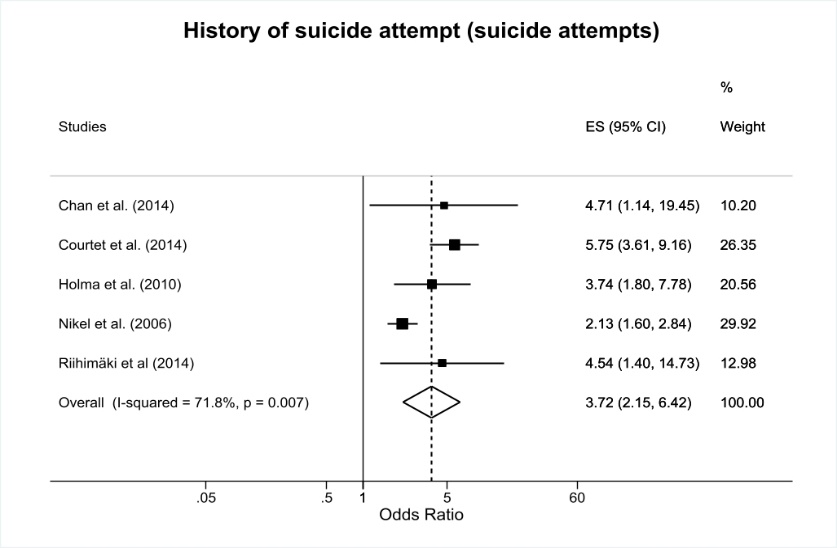 History of suicide attempt (suicide attempts)
%
Studies ES (95% CI) Weight
Chan et al. (2014) 4.71 (1.14, 19.45) 10.20
Courtet et al. (2014) 5.75 (3.61, 9.16) 26.35
Holma et al. (2010) 3.74 (1.80, 7.78) 20.56
Nikel et al. (2006) 2.13 (1.60, 2.84) 29.92
Riihimäki et al (2014) 4.54 (1.40, 14.73) 12.98
Overall (I-squared = 71.8%, p = 0.007) 3.72 (2.15, 6.42) 100.00
.05 .5 1 5 60
Odds Ratio